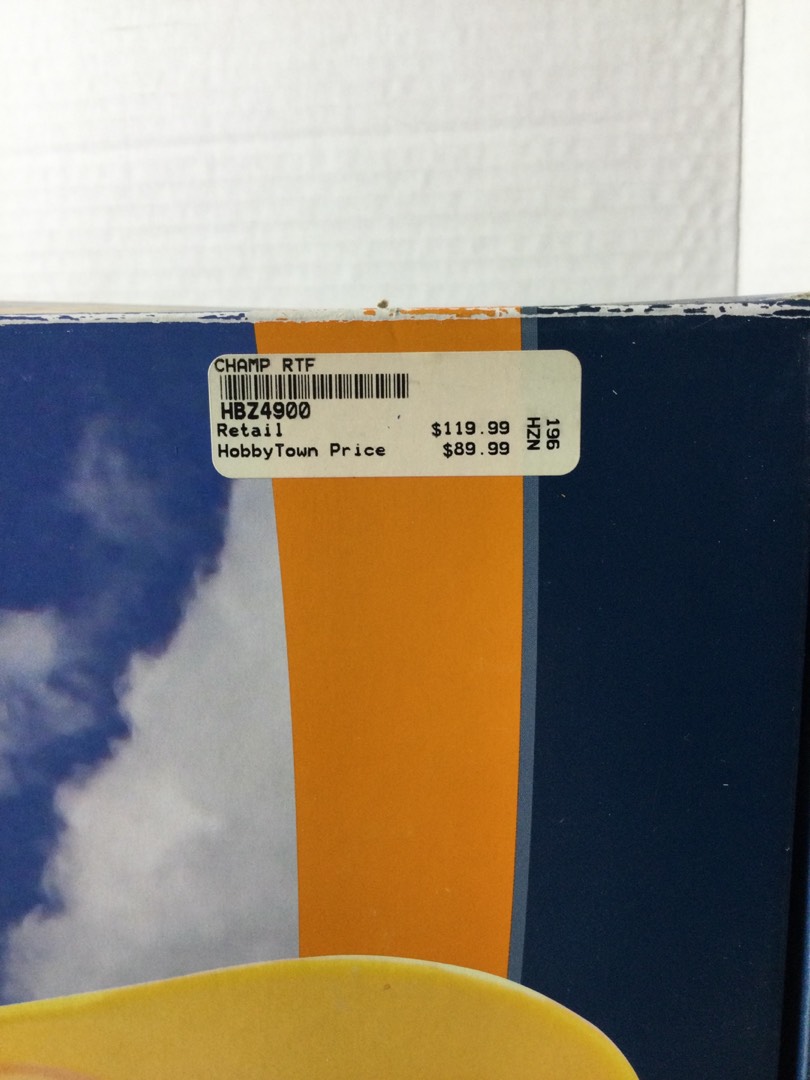 CHAMP RTF
HBZ4900
Retail $119.99
HobbyTown Price $89.99
196
HZN